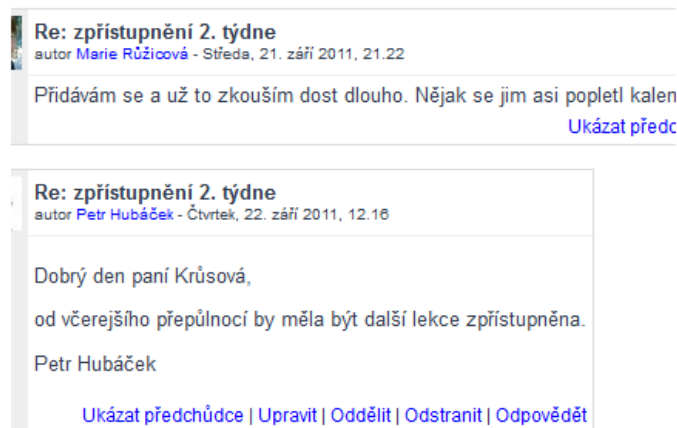 Re: zpřístupnění 2. týdne
autor Marie Růžicová - Středa, 21. září 2011, 21.22
Přidávám se a už to zkouším dost dlouho. Nějak se jim asi popletl
Ukázat
Re: zpřístupnění 2. týdne
autor Petr Hubáček - Čtvrtek, 22. září 2011, 12.16
Dobrý den paní Krůsová,
od včerejšího přepůlnocí by měla být další lekce zpřístupněna.
Petr Hubáček
Ukázat předchůdce | Upravit | Oddělit | Odstranit | Odpovědět